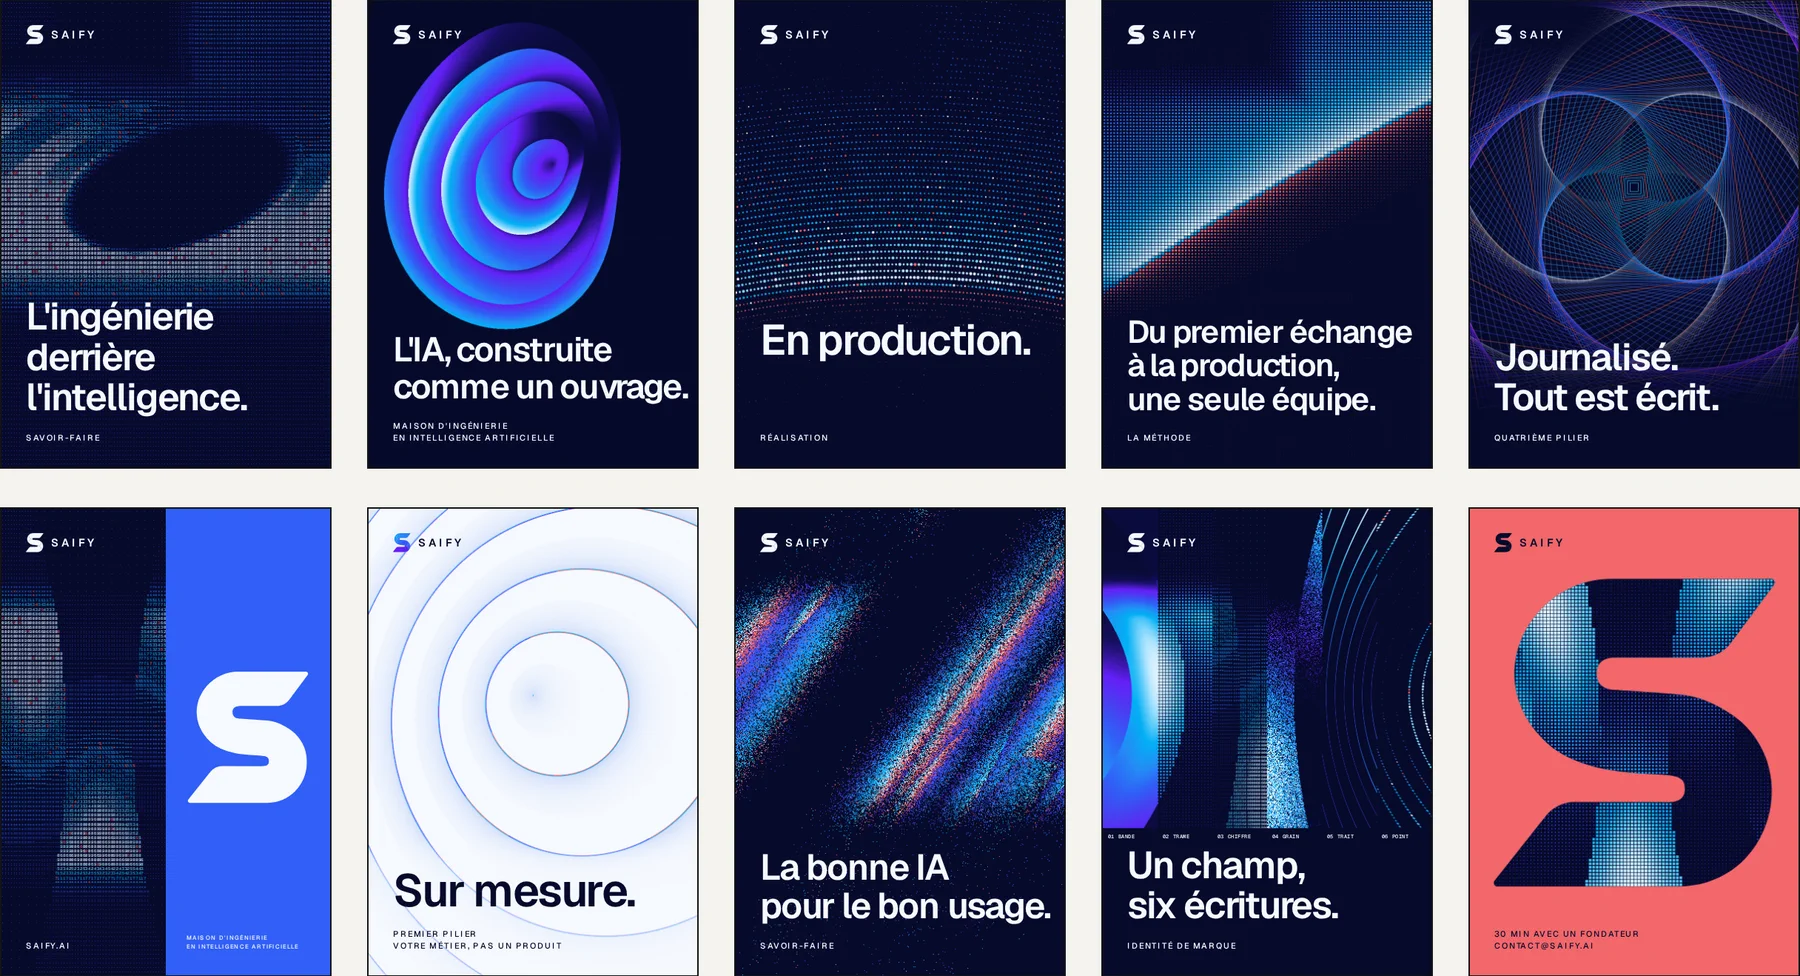 SAIFY
L'ingénierie
derrière
l'intelligence.
SAVOIR-FAIRE
SAIFY
L'IA, construite
comme un ouvrage.
MAISON D'INGÉNIERIE
EN INTELLIGENCE ARTIFICIELLE
SAIFY
En production.
RÉALISATION
SAIFY
Du premier échange
à la production,
une seule équipe.
LA MÉTHODE
SAIFY
Journalisé.
Tout est écrit.
QUATRIÈME PILIER
SAIFY
SAIFY.AI
MAISON D'INGÉNIERIE
EN INTELLIGENCE ARTIFICIELLE
SAIFY
Sur mesure.
PREMIER PILIER
VOTRE MÉTIER, PAS UN PRODUIT
SAIFY
La bonne IA
pour le bon usage.
SAVOIR-FAIRE
SAIFY
01 BANDE 02 TRAME 03 CHIFFRE 04 GRAIN 05 TRAIT 06 POINT
Un champ,
six écritures.
IDENTITÉ DE MARQUE
SAIFY
30 MIN AVEC UN FONDATEUR
CONTACT@SAIFY.AI